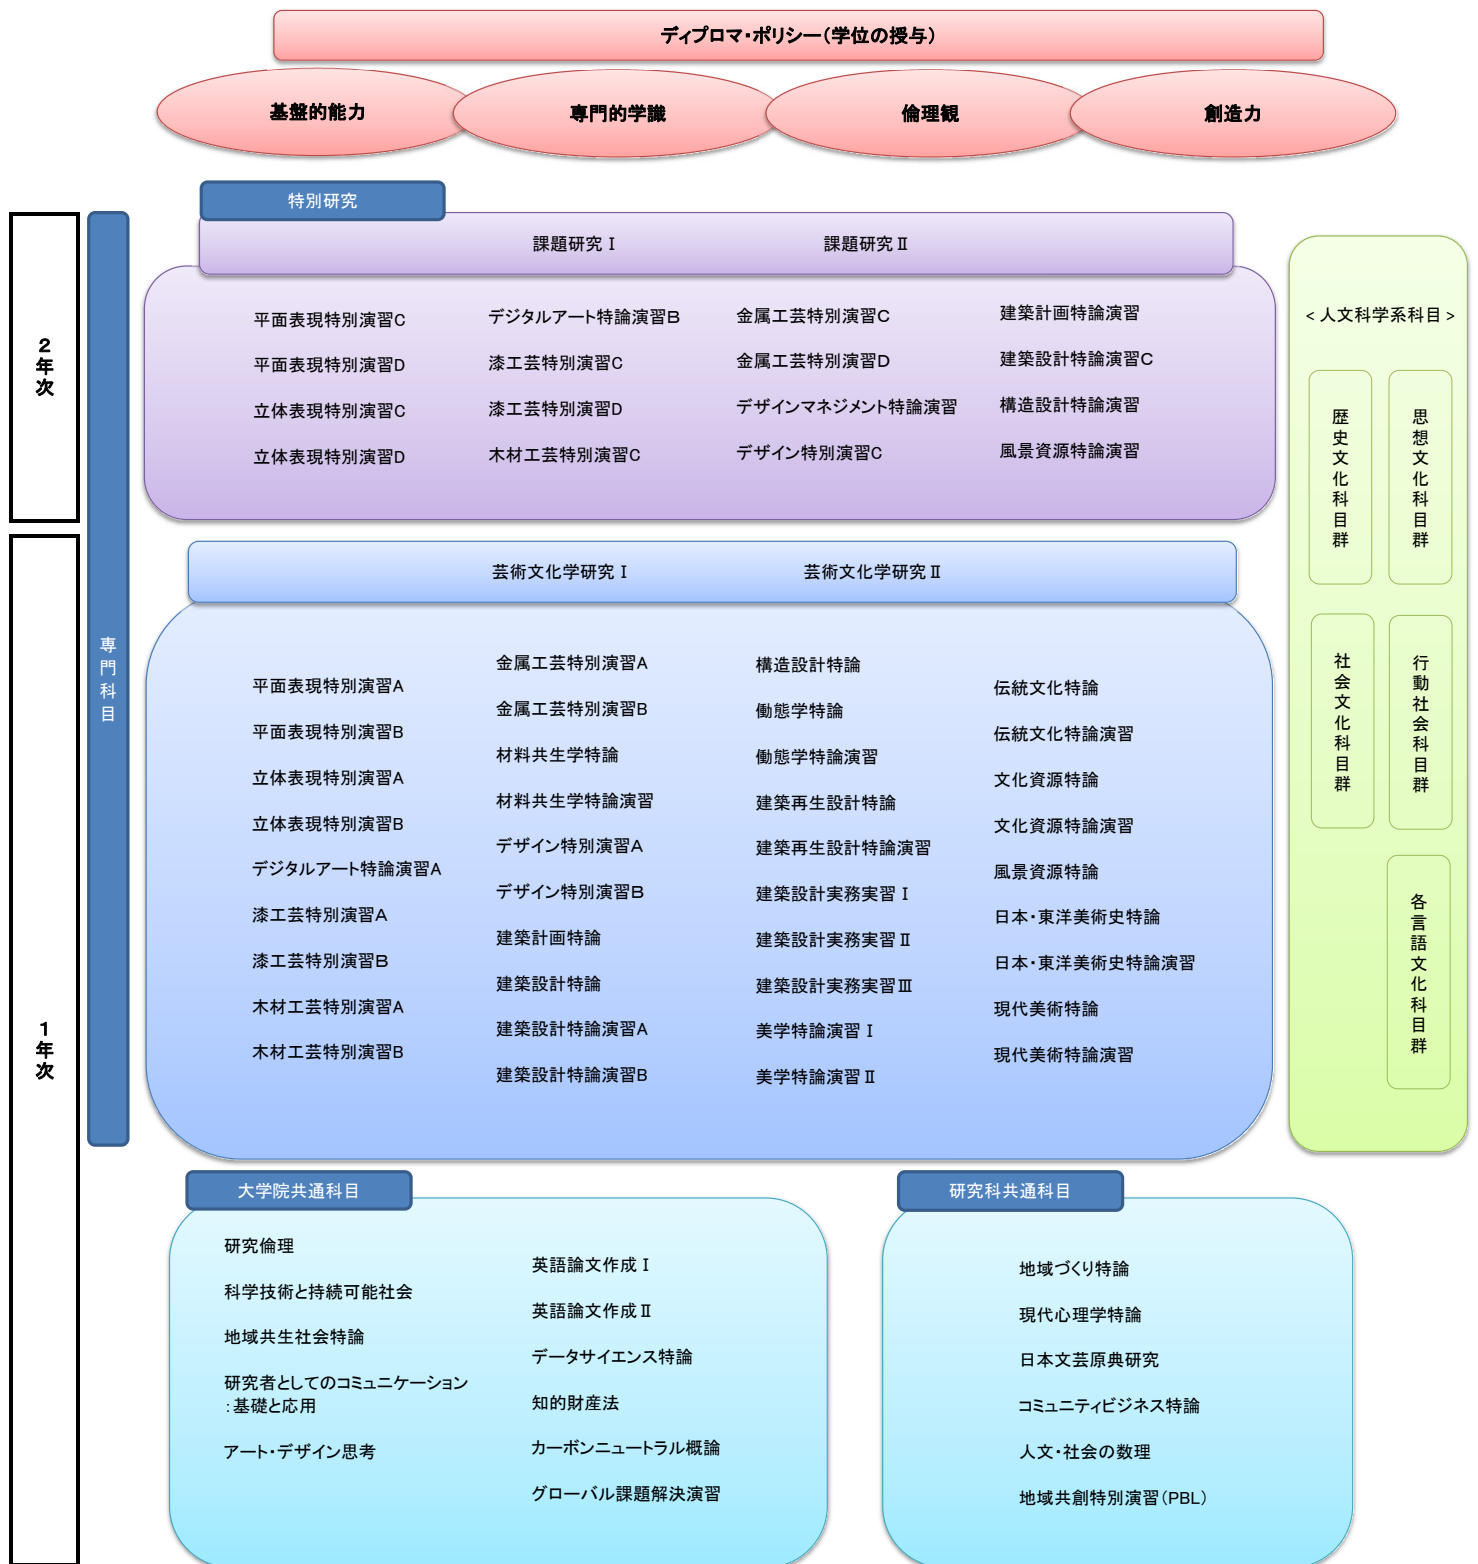 ディプロマ・ポリシー（学位の授与）
基盤的能力
専門的学識
倫理観
創造力
2年次
専門科目
特別研究
課題研究Ⅰ
課題研究Ⅱ
平面表現特別演習C
平面表現特別演習D
立体表現特別演習C
立体表現特別演習D
デジタルアート特論演習B
漆工芸特別演習C
漆工芸特別演習D
木材工芸特別演習C
金属工芸特別演習C
金属工芸特別演習D
デザインマネジメント特論演習
デザイン特別演習C
建築計画特論演習
建築設計特論演習C
構造設計特論演習
風景資源特論演習
＜人文科学系科目＞
歴史文化科目群
思想文化科目群
社会文化科目群
行動社会科目群
各言語文化科目群
1年次
芸術文化学研究Ⅰ
芸術文化学研究Ⅱ
平面表現特別演習A
平面表現特別演習B
立体表現特別演習A
立体表現特別演習B
デジタルアート特論演習A
漆工芸特別演習A
漆工芸特別演習B
木材工芸特別演習A
木材工芸特別演習B
金属工芸特別演習A
金属工芸特別演習B
材料共生学特論
材料共生学特論演習
デザイン特別演習A
デザイン特別演習B
建築計画特論
建築設計特論
建築設計特論演習A
建築設計特論演習B
構造設計特論
働態学特論
働態学特論演習
建築再生設計特論
建築再生設計特論演習
建築設計実務実習Ⅰ
建築設計実務実習Ⅱ
建築設計実務実習Ⅲ
美学特論演習Ⅰ
美学特論演習Ⅱ
伝統文化特論
伝統文化特論演習
文化資源特論
文化資源特論演習
風景資源特論
日本・東洋美術史特論
日本・東洋美術史特論演習
現代美術特論
現代美術特論演習
大学院共通科目
研究倫理
科学技術と持続可能社会
地域共生社会特論
研究者としてのコミュニケーション
：基礎と応用
アート・デザイン思考
英語論文作成Ⅰ
英語論文作成Ⅱ
データサイエンス特論
知的財産法
カーボンニュートラル概論
グローバル課題解決演習
研究科共通科目
地域づくり特論
現代心理学特論
日本文芸原典研究
コミュニティビジネス特論
人文・社会の数理
地域共創特別演習（PBL）